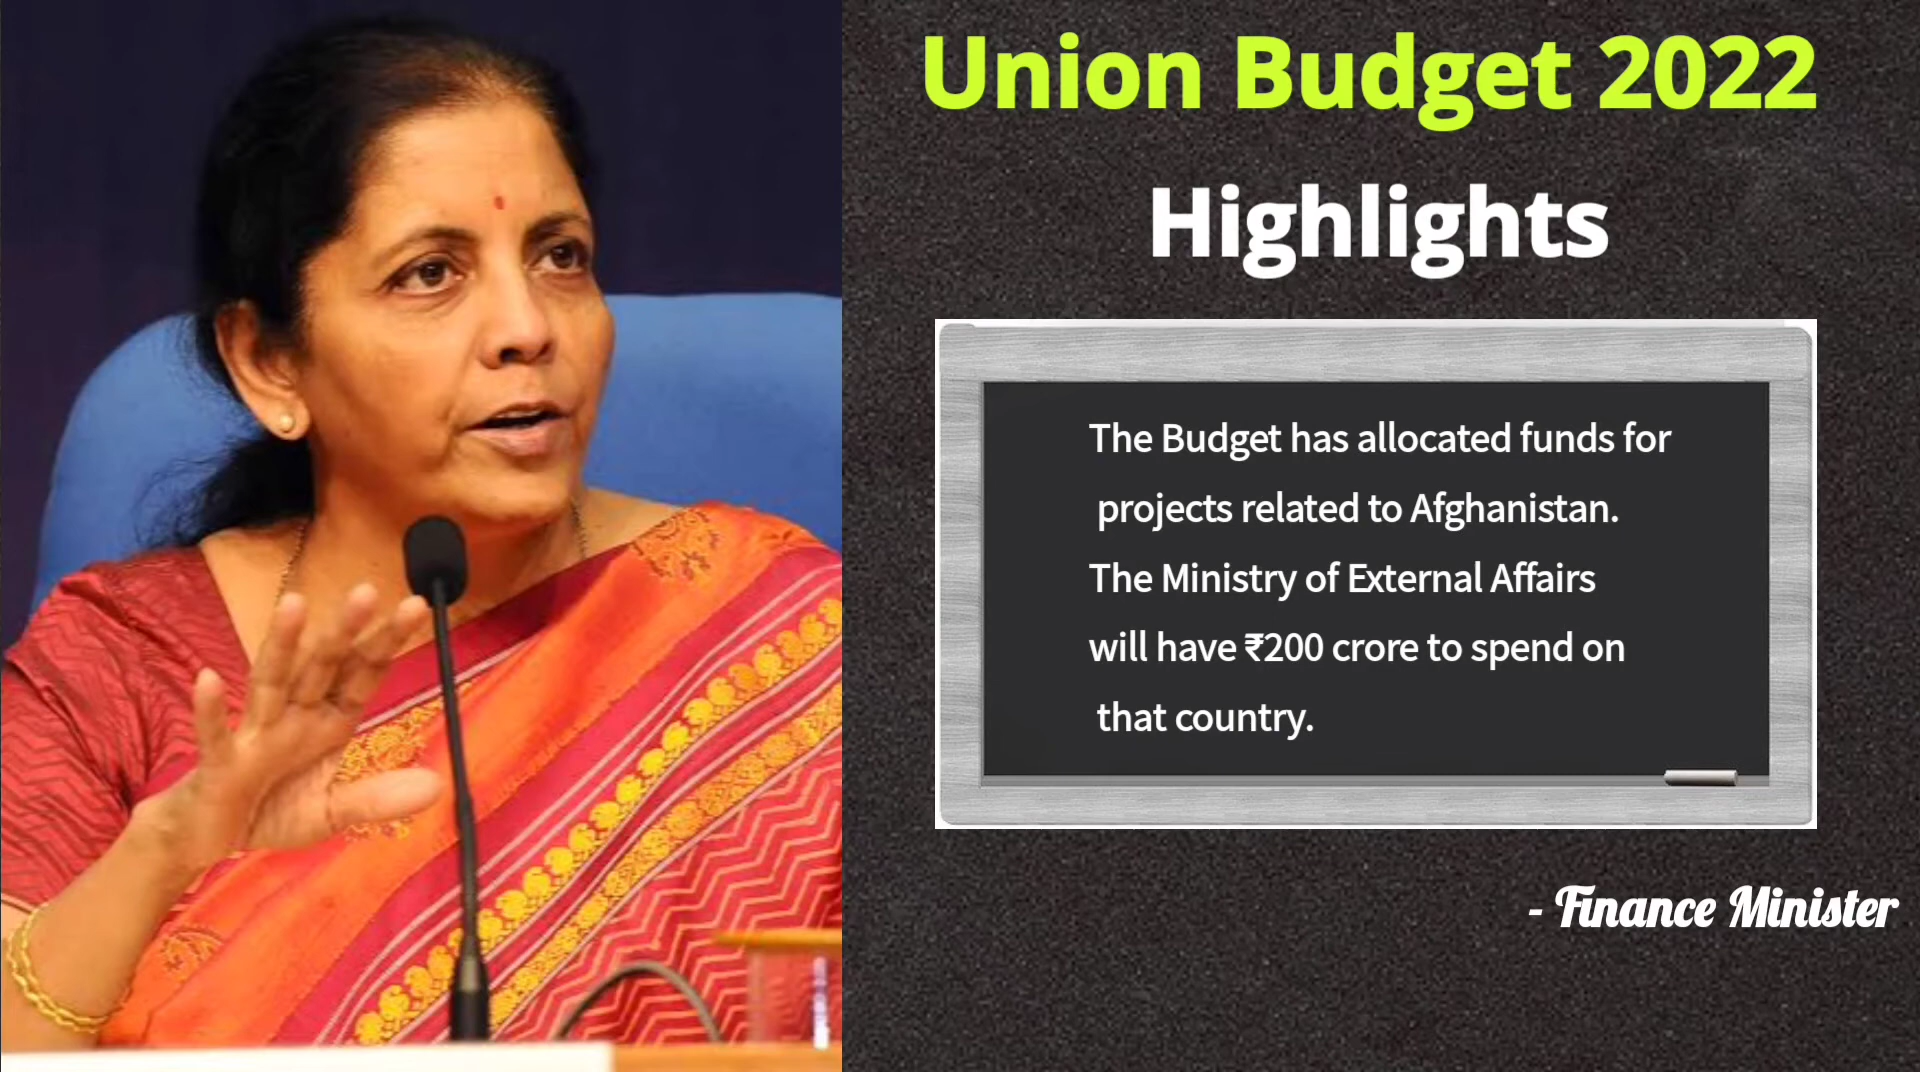 Union Budget 2022
Highlights
The Budget has allocated funds for
projects related to Afghanistan.
The Ministry of External Affairs
will have ₹200 crore to spend on
that country.
- Finance Minister